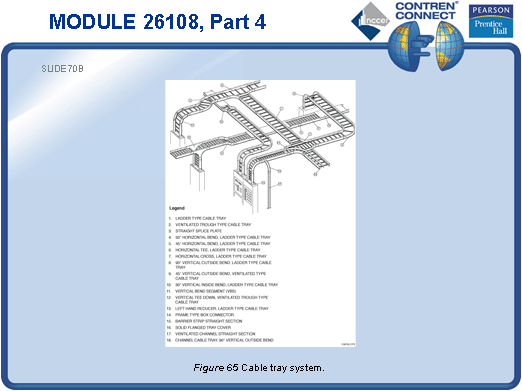 MODULE 26108, Part 4
nccer
CONTREN®
CONNECT
PEARSON
Prentice
Hall
SLIDE 70B
Legend
1. LADDER TYPE CABLE TRAY
2. VENTILATED TROUGH TYPE CABLE TRAY
3. STRAIGHT SPLICE PLATE
4. 90° HORIZONTAL BEND, LADDER TYPE CABLE TRAY
5. 45° HORIZONTAL BEND, LADDER TYPE CABLE TRAY
6. HORIZONTAL TEE, LADDER TYPE CABLE TRAY
7. HORIZONTAL CROSS, LADDER TYPE CABLE TRAY
8. 90° VERTICAL OUTSIDE BEND, LADDER TYPE CABLE
TRAY
9. 45° VERTICAL OUTSIDE BEND, VENTILATED TYPE
CABLE TRAY
10. 30° VERTICAL INSIDE BEND, LADDER TYPE CABLE TRAY
11. VERTICAL BEND SEGMENT (VBS)
12. VERTICAL TEE DOWN, VENTILATED TROUGH TYPE
CABLE TRAY
13. LEFT HAND REDUCER, LADDER TYPE CABLE TRAY
14. FRAME TYPE BOX CONNECTOR
15. BARRIER STRIP STRAIGHT SECTION
16. SOLID FLANGED TRAY COVER
17. VENTILATED CHANNEL STRAIGHT SECTION
18. CHANNEL CABLE TRAY, 90° VERTICAL OUTSIDE BEND
Figure 65 Cable tray system.